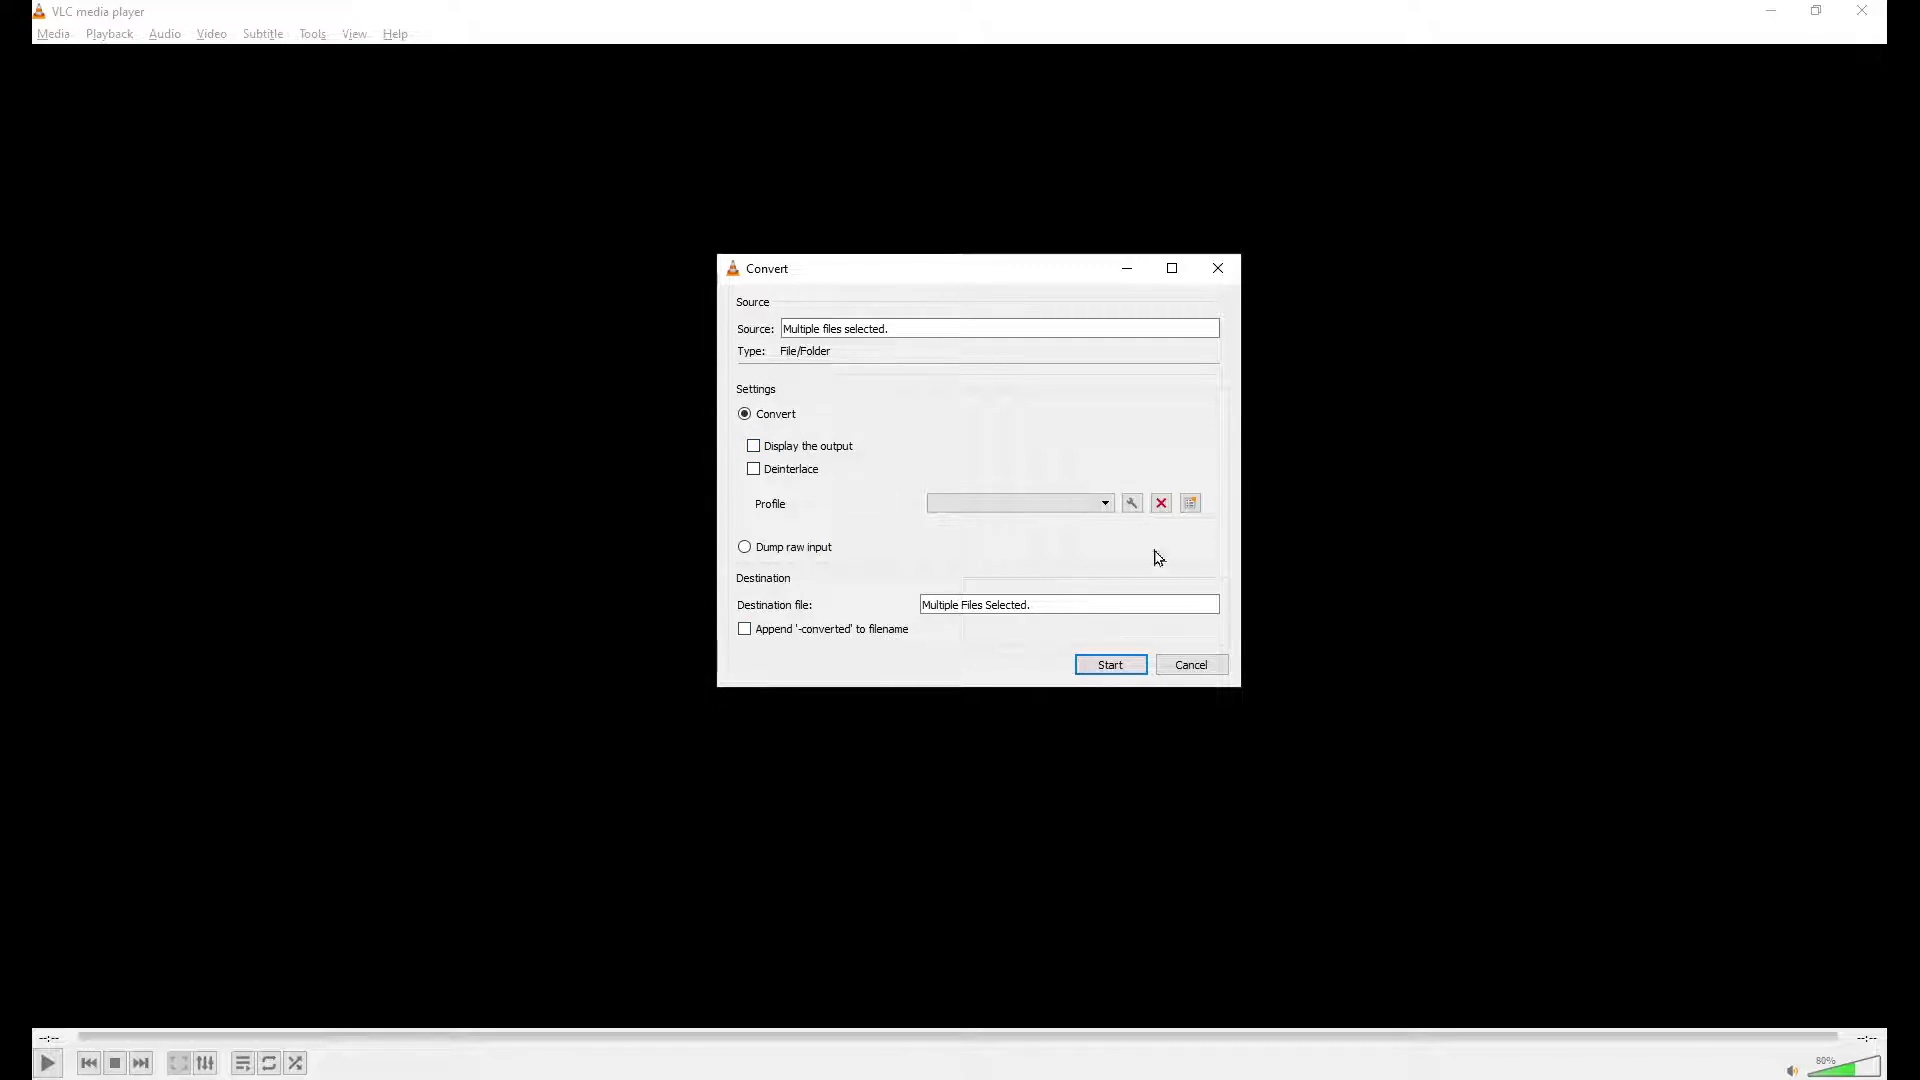 VLC media player
Media Playback Audio Video Subtitle Tools View Help
Convert
Source
Source: Multiple files selected.
Type: File/Folder
Settings
Convert
Display the output
Deinterlace
Profile
Dump raw input
Destination
Destination file: Multiple Files Selected.
Append '-converted' to filename
Start Cancel
--:-- --:--
80%